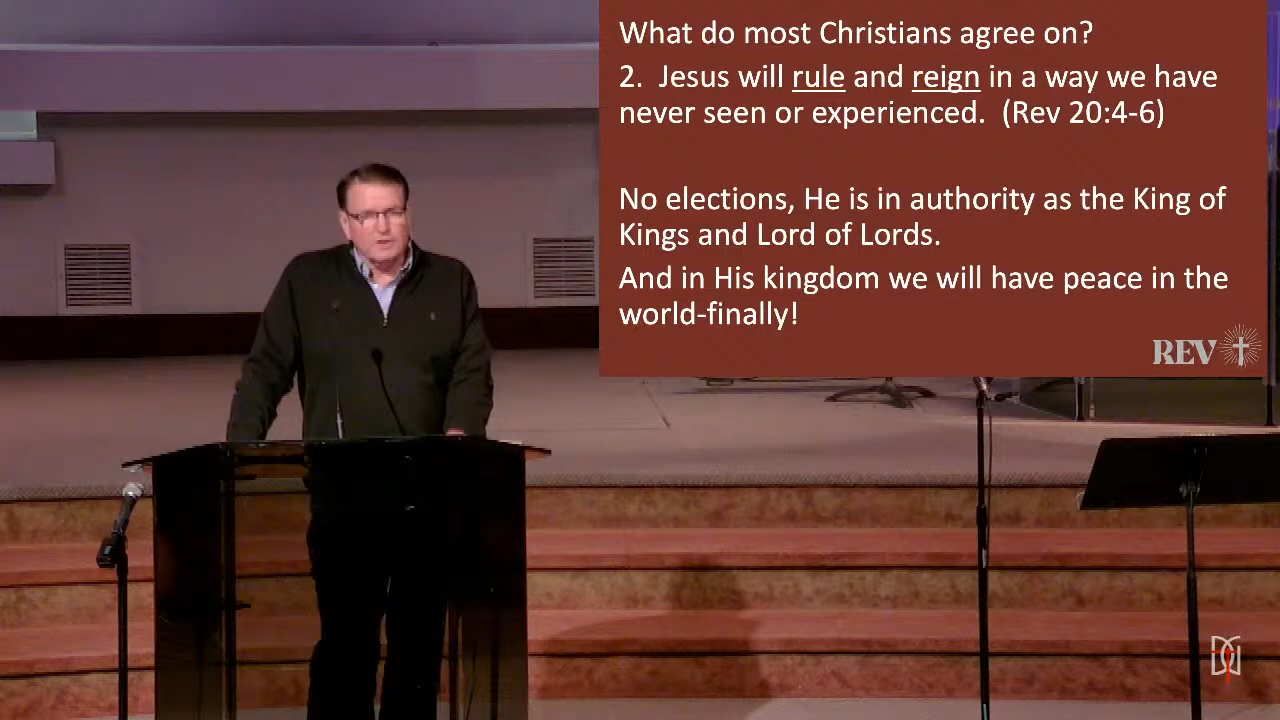 What do most Christians agree on?
2. Jesus will rule and reign in a way we have
never seen or experienced. (Rev 20:4-6)
No elections, He is in authority as the King of
Kings and Lord of Lords.
And in His kingdom we will have peace in the
world-finally!
REV